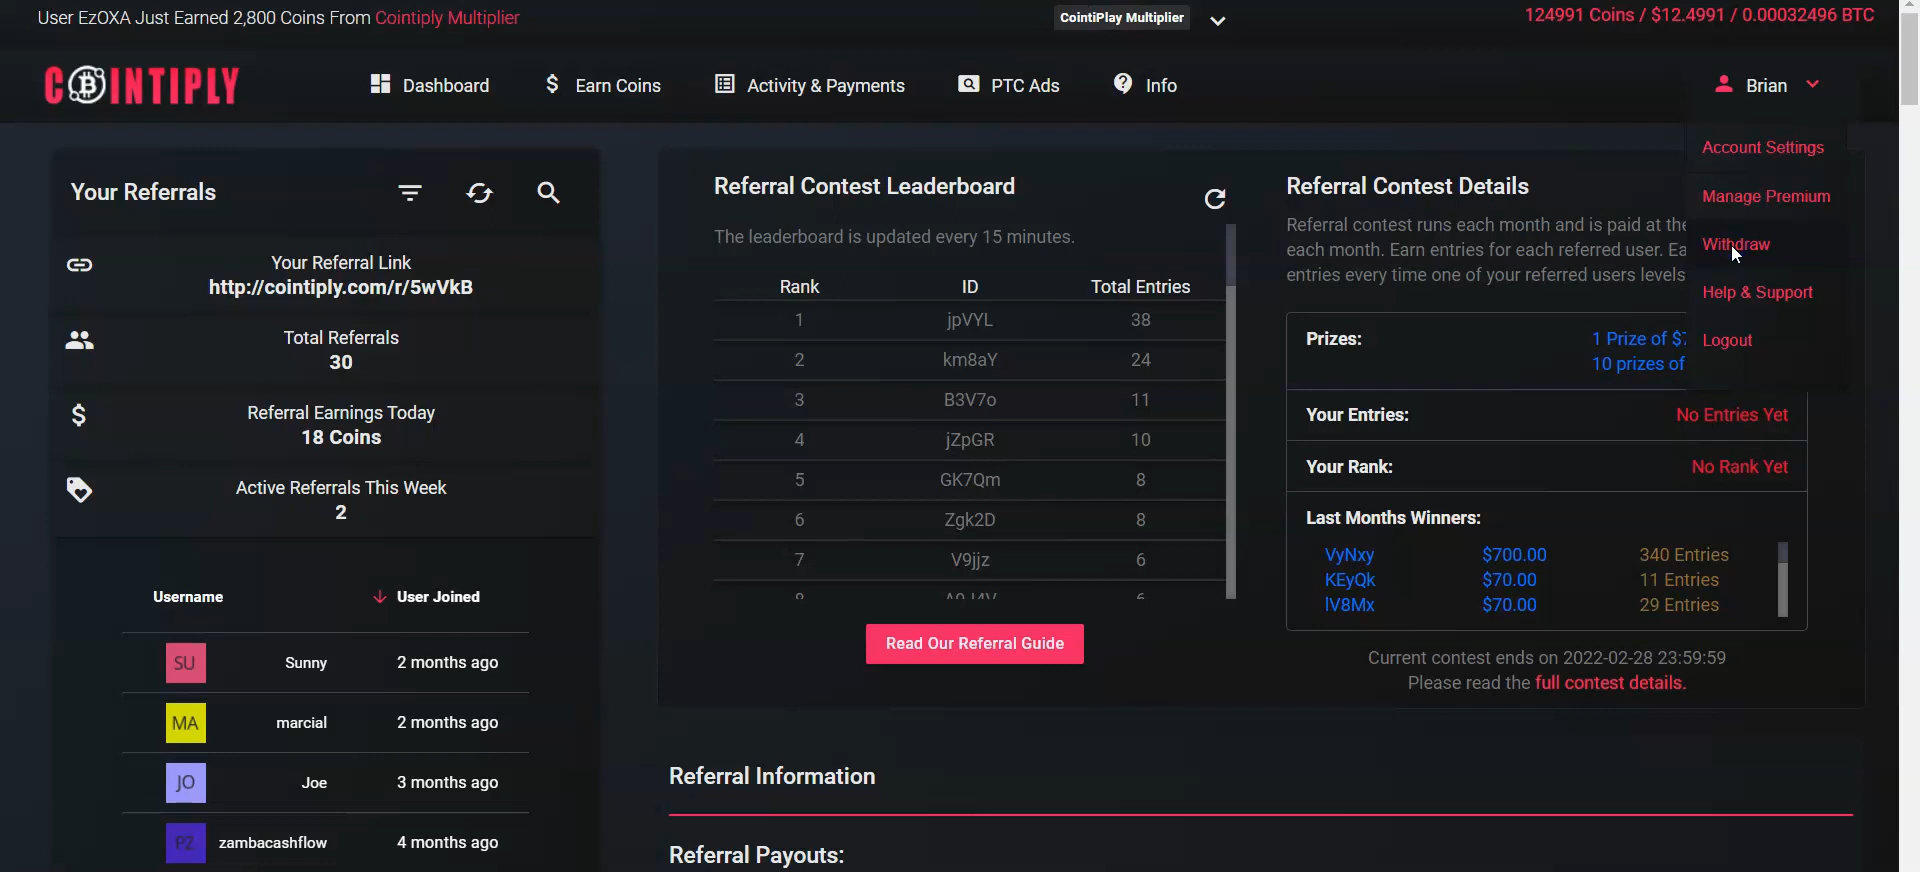 User EzOXA Just Earned 2,800 Coins From Cointiply Multiplier
CointiPlay Multiplier
124991 Coins / $12.4991 / 0.00032496 BTC
COINTIPLY
Dashboard
Earn Coins
Activity & Payments
PTC Ads
Info
Brian
Account Settings
Manage Premium
Withdraw
Help & Support
Logout
Your Referrals
Your Referral Link
http://cointiply.com/r/5wVkB
Total Referrals
30
Referral Earnings Today
18 Coins
Active Referrals This Week
2
Username User Joined
SU Sunny 2 months ago
MA marcial 2 months ago
JO Joe 3 months ago
PZ zambacashflow 4 months ago
Referral Contest Leaderboard
The leaderboard is updated every 15 minutes.
Rank ID Total Entries
1 jpVYL 38
2 km8aY 24
3 B3V7o 11
4 jZpGR 10
5 GK7Qm 8
6 Zgk2D 8
7 V9jjz 6
Read Our Referral Guide
Referral Contest Details
Referral contest runs each month and is paid at the
each month. Earn entries for each referred user. Ea
entries every time one of your referred users levels
Prizes: 1 Prize of $7
10 prizes of
Your Entries: No Entries Yet
Your Rank: No Rank Yet
Last Months Winners:
VyNxy $700.00 340 Entries
KEyQk $70.00 11 Entries
lV8Mx $70.00 29 Entries
Current contest ends on 2022-02-28 23:59:59
Please read the full contest details.
Referral Information
Referral Payouts: